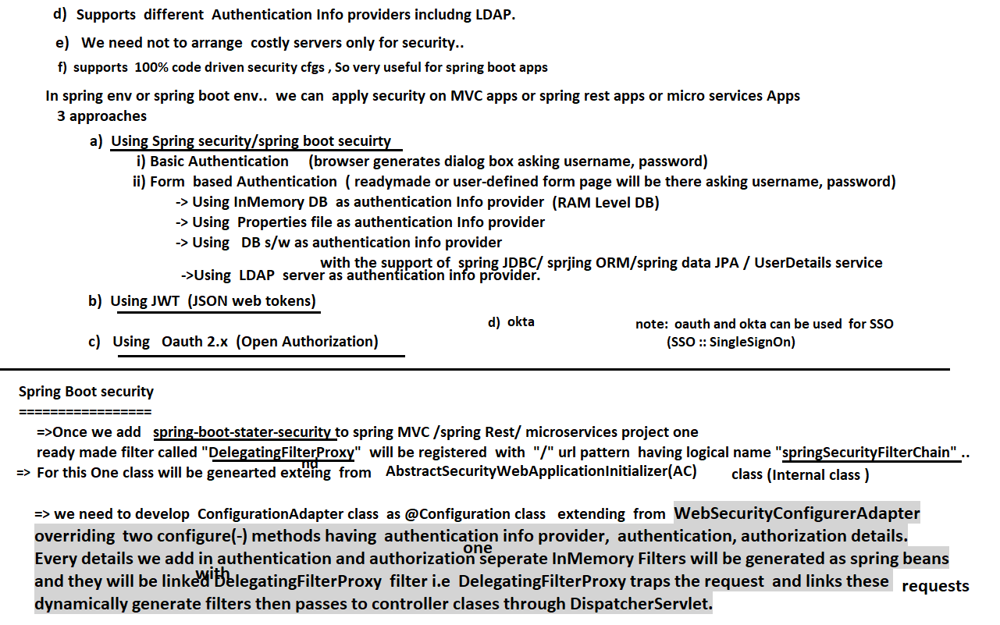 d) Supports different Authentication Info providers includng LDAP.
e) We need not to arrange costly servers only for security..
f) supports 100% code driven security cfgs , So very useful for spring boot apps
In spring env or spring boot env.. we can apply security on MVC apps or spring rest apps or micro services Apps
3 approaches
a) Using Spring security/spring boot secuirty
i) Basic Authentication (browser generates dialog box asking username, password)
ii) Form based Authentication ( readymade or user-defined form page will be there asking username, password)
-> Using InMemory DB as authentication Info provider (RAM Level DB)
-> Using Properties file as authentication Info provider
-> Using DB s/w as authentication info provider
with the support of spring JDBC/ sprjing ORM/spring data JPA / UserDetails service
->Using LDAP server as authentication info provider.
b) Using JWT (JSON web tokens)
d) okta note: oauth and okta can be used for SSO
(SSO :: SingleSignOn)
c) Using Oauth 2.x (Open Authorization)
Spring Boot security
=================
=>Once we add spring-boot-stater-security to spring MVC /spring Rest/ microservices project one
ready made filter called "DelegatingFilterProxy" will be registered with "/" url pattern having logical name "springSecurityFilterChain" ..
nd
=> For this One class will be genearted exteing from AbstractSecurityWebApplicationInitializer(AC) class (Internal class )
=> we need to develop ConfigurationAdapter class as @Configuration class extending from WebSecurityConfigurerAdapter
overriding two configure(-) methods having authentication info provider, authentication, authorization details.
one
Every details we add in authentication and authorization seperate InMemory Filters will be generated as spring beans
with
and they will be linked DelegatingFilterProxy filter i.e DelegatingFilterProxy traps the request and links these requests
dynamically generate filters then passes to controller clases through DispatcherServlet.